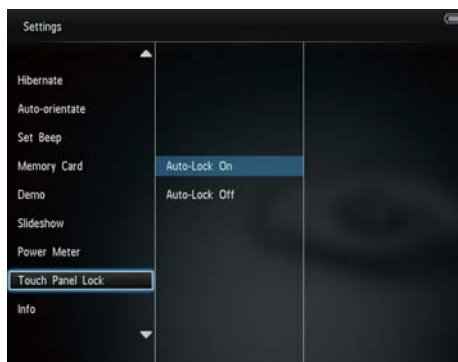 Settings
Hibernate
Auto-orientate
Set Beep
Memory Card
Auto-Lock On
Demo
Auto-Lock Off
Slideshow
Power Meter
Touch Panel Lock
Info